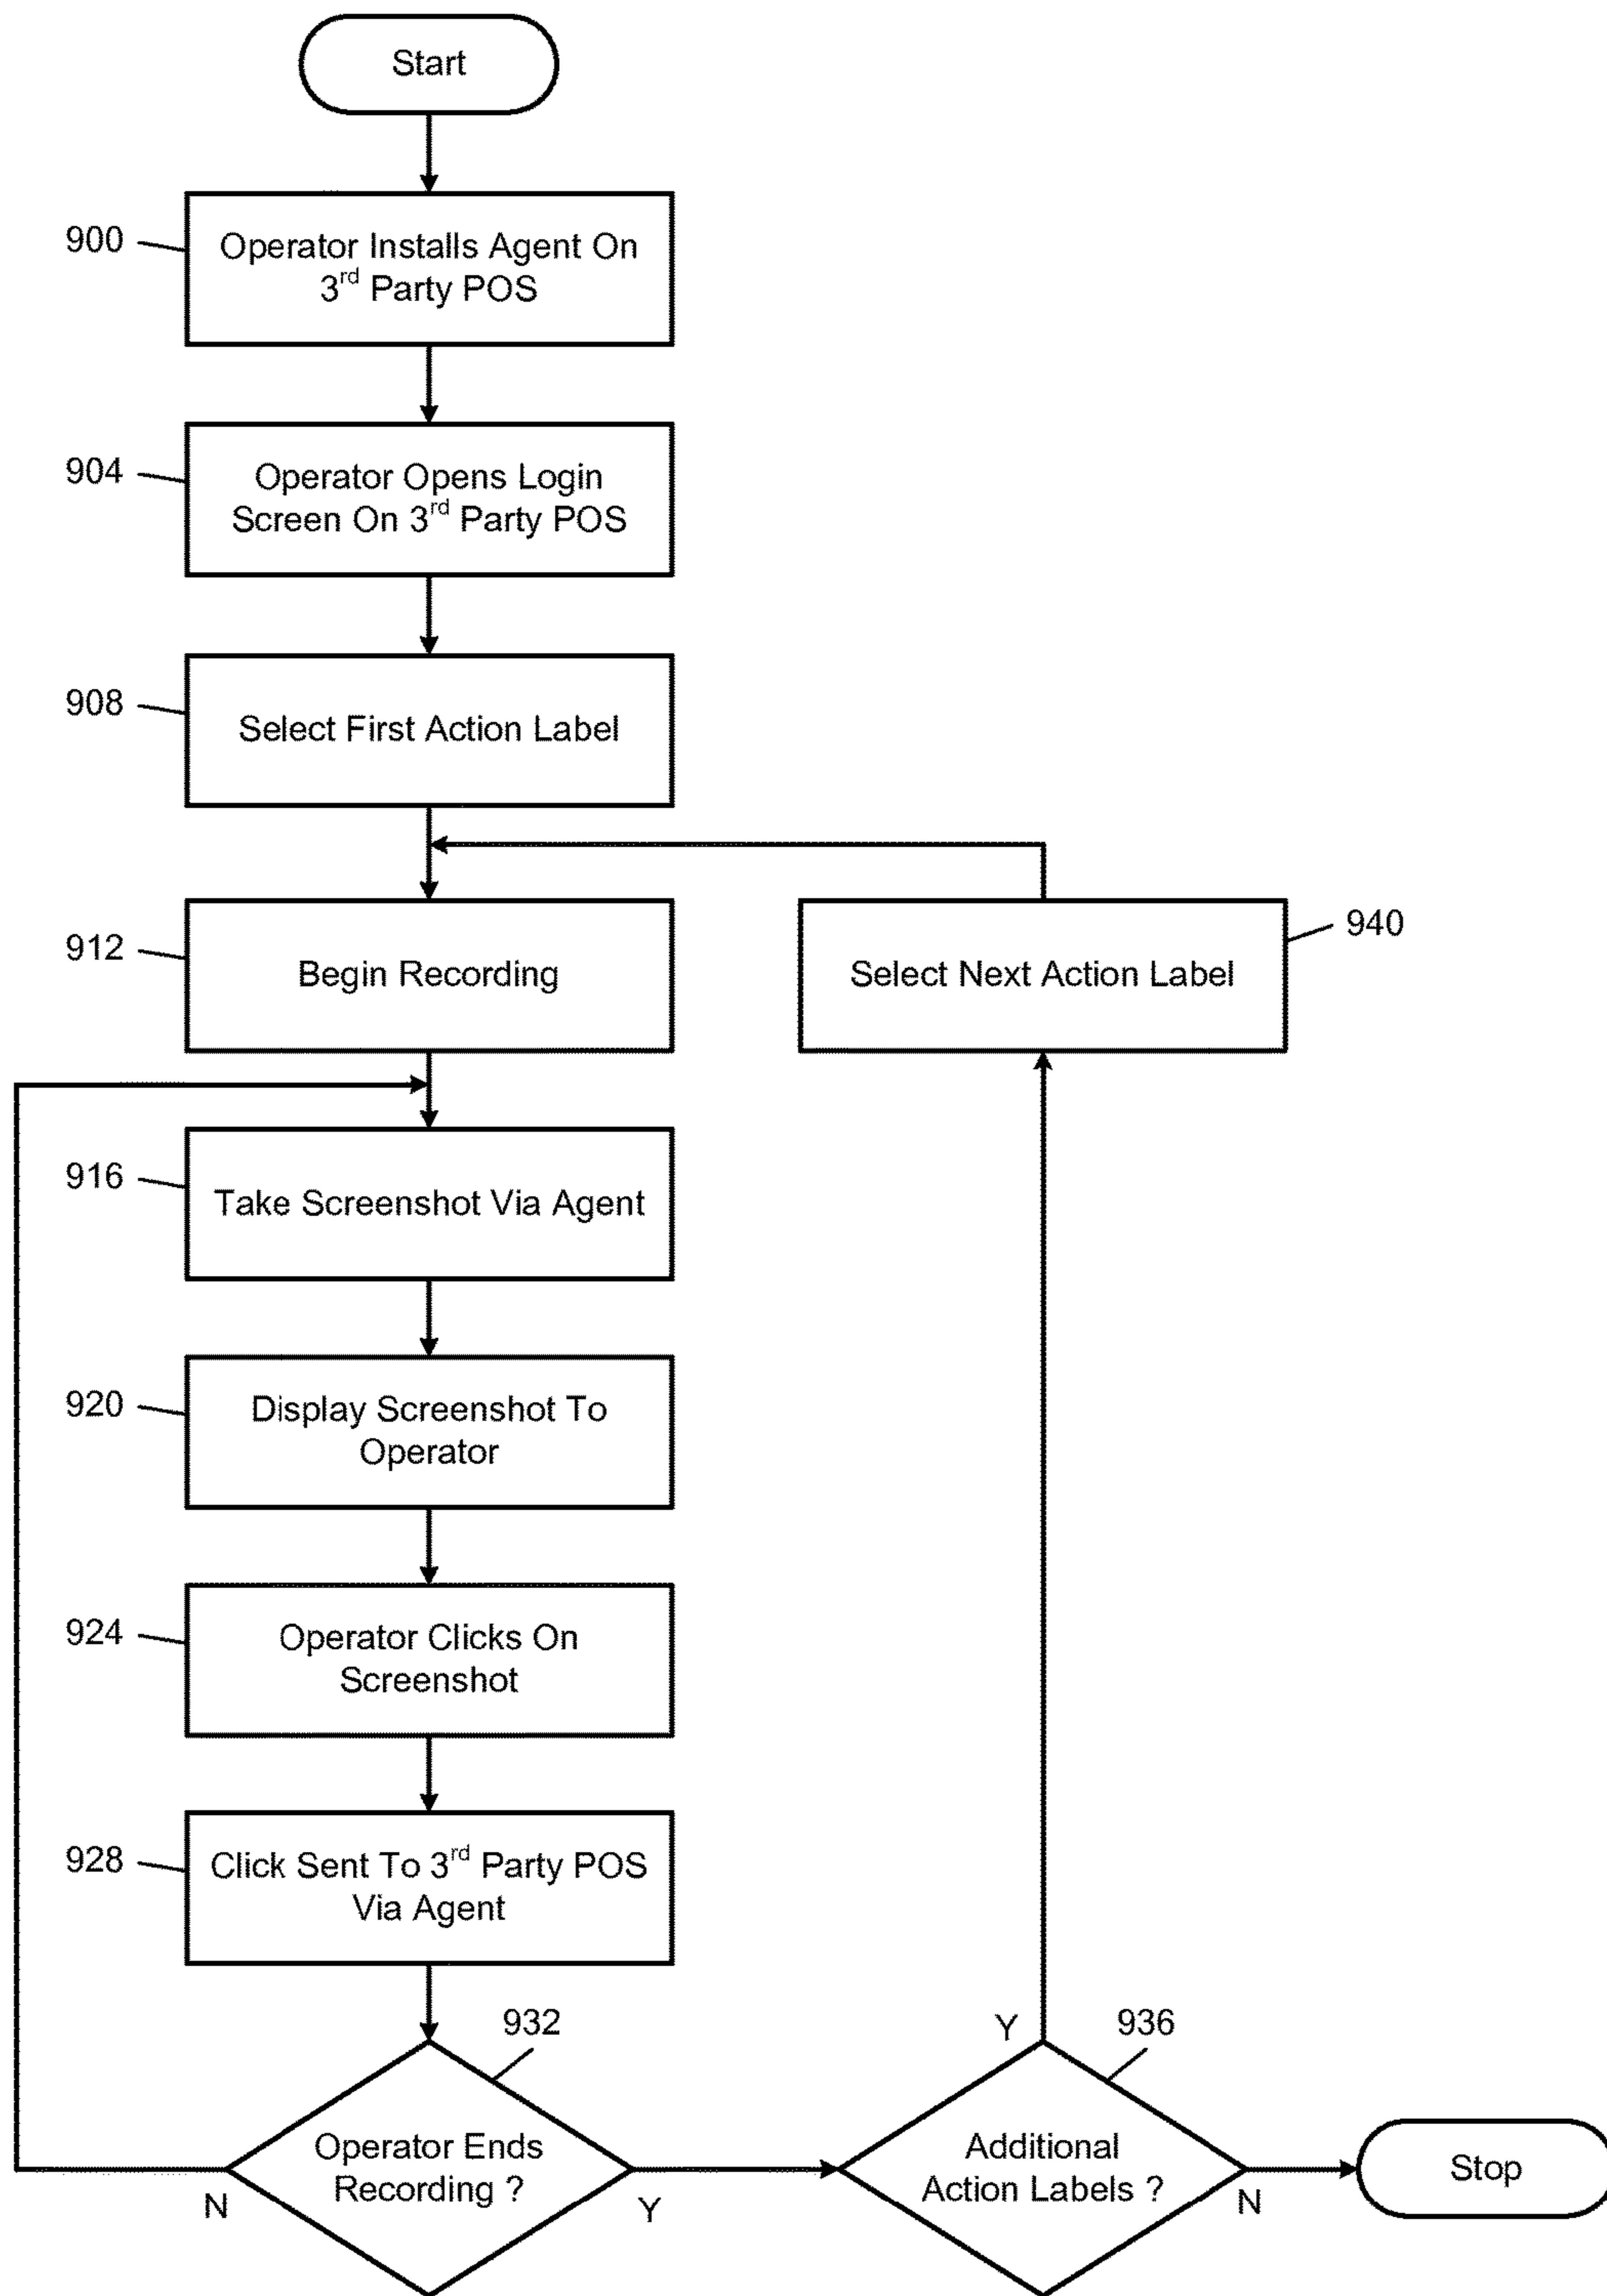 Start
900
Operator Installs Agent On
3rd Party POS
904
Operator Opens Login
Screen On 3rd Party POS
908
Select First Action Label
912
Begin Recording
940
Select Next Action Label
916
Take Screenshot Via Agent
920
Display Screenshot To
Operator
924
Operator Clicks On
Screenshot
928
Click Sent To 3rd Party POS
Via Agent
932
Operator Ends
Recording ?
N
Y
936
Additional
Action Labels ?
Y
N
Stop